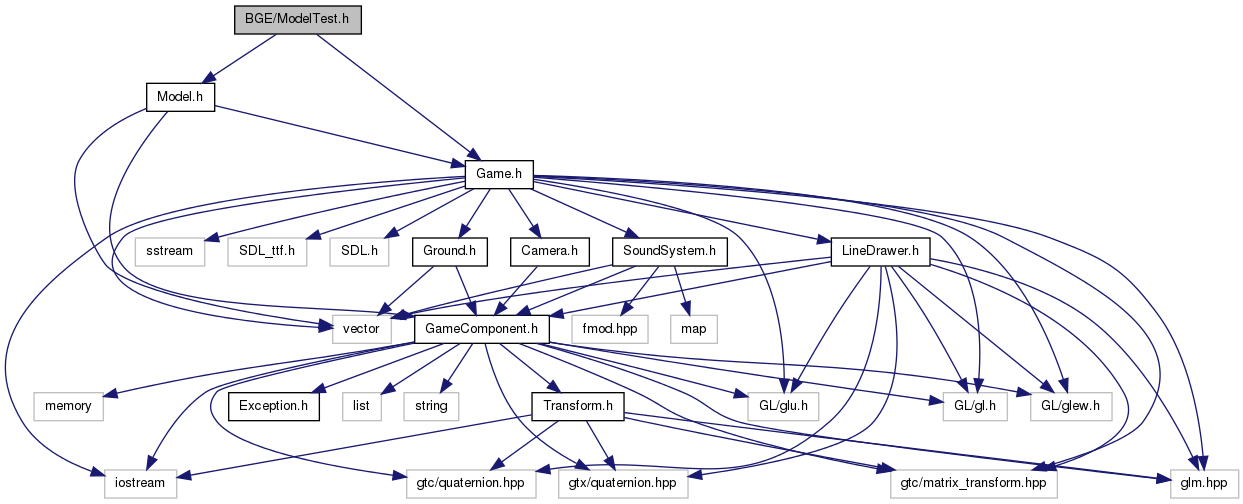 BGE/ModelTest.h
Model.h
Game.h
sstream
SDL_ttf.h
SDL.h
Ground.h
Camera.h
SoundSystem.h
LineDrawer.h
vector
GameComponent.h
fmod.hpp
map
memory
Exception.h
list
string
Transform.h
GL/glu.h
GL/gl.h
GL/glew.h
iostream
gtc/quaternion.hpp
gtx/quaternion.hpp
gtc/matrix_transform.hpp
glm.hpp